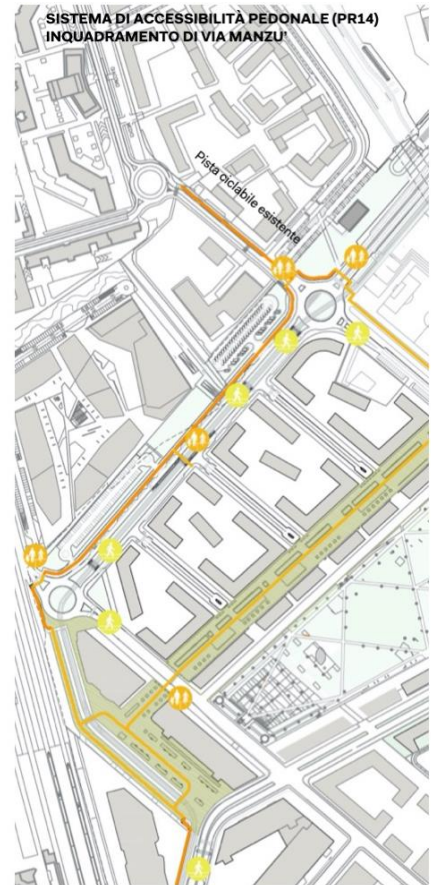 SISTEMA DI ACCESSIBILITÀ PEDONALE (PR14)
INQUADRAMENTO DI VIA MANZU'
Pista ciclabile esistente